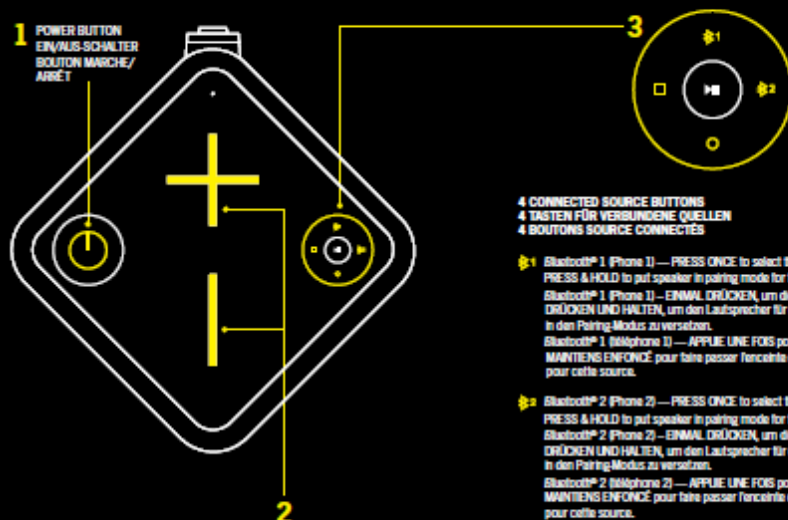 1
POWER BUTTON
EIN/AUS-SCHALTER
BOUTON MARCHE/
ARRÊT
3
1
2
2
4 CONNECTED SOURCE BUTTONS
4 TASTEN FÜR VERBUNDENE QUELLEN
4 BOUTONS SOURCE CONNECTÉS
1 Bluetooth® 1 (Phone 1) — PRESS ONCE to select
PRESS & HOLD to put speaker in pairing mode for
Bluetooth® 1 (Phone 1) – EINMAL DRÜCKEN, um
DRÜCKEN UND HALTEN, um den Lautsprecher für
in den Pairing-Modus zu versetzen.
Bluetooth® 1 (téléphone 1) — APPUIE UNE FOIS
MAINTIENS ENFONCÉ pour faire passer l'enceinte
pour cette source.
2 Bluetooth® 2 (Phone 2) — PRESS ONCE to select
PRESS & HOLD to put speaker in pairing mode for
Bluetooth® 2 (Phone 2) – EINMAL DRÜCKEN, um
DRÜCKEN UND HALTEN, um den Lautsprecher für
in den Pairing-Modus zu versetzen.
Bluetooth® 2 (téléphone 2) — APPUIE UNE FOIS
MAINTIENS ENFONCÉ pour faire passer l'enceinte
pour cette source.